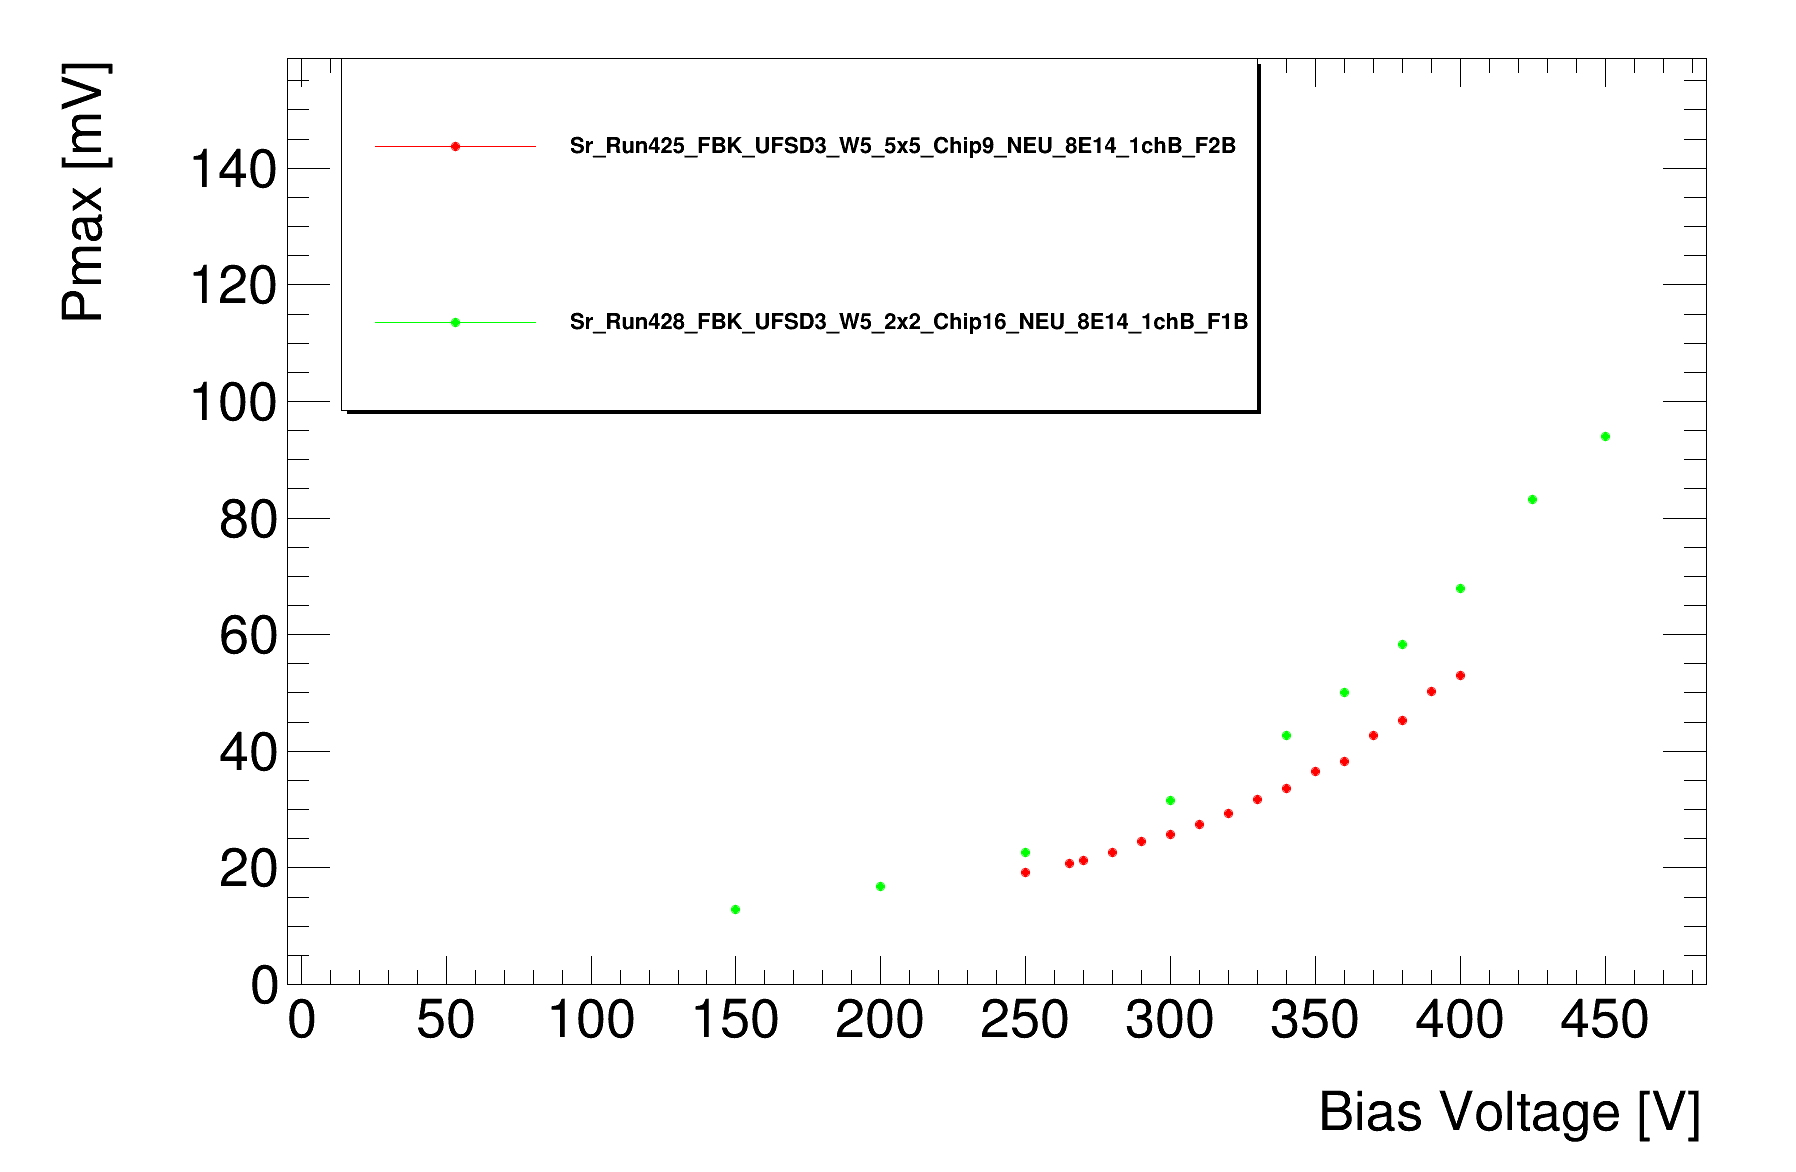 Pmax [mV]
Sr_Run425_FBK_UFSD3_W5_5x5_Chip9_NEU_8E14_1chB_F2B
Sr_Run428_FBK_UFSD3_W5_2x2_Chip16_NEU_8E14_1chB_F1B
140
120
100
80
60
40
20
0
0 50 100 150 200 250 300 350 400 450
Bias Voltage [V]